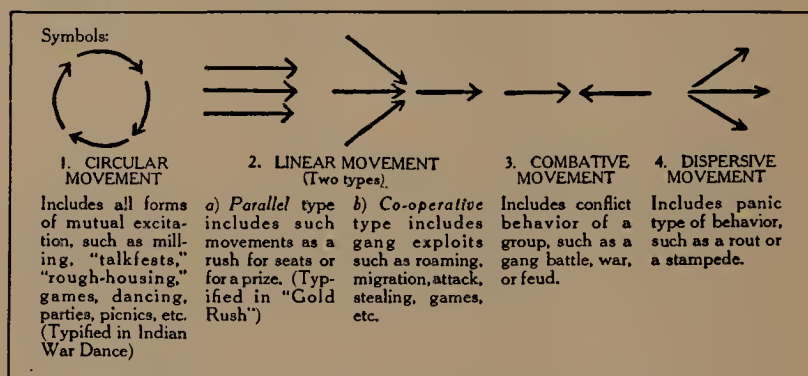 Symbols:
1. CIRCULAR
MOVEMENT
Includes all forms
of mutual excita-
tion, such as mill-
ing, "talkfests,"
"rough-housing,"
games, dancing,
parties, picnics, etc.
(Typified in Indian
War Dance)
2. LINEAR MOVEMENT
(Two types)
a) Parallel type
includes such
movements as a
rush for seats or
for a prize. (Typ-
ified in "Gold
Rush")
b) Co-operative
type includes
gang exploits
such as roaming,
migration, attack,
stealing, games,
etc.
3. COMBATIVE
MOVEMENT
Includes conflict
behavior of a
group, such as a
gang battle, war,
or feud.
4. DISPERSIVE
MOVEMENT
Includes panic
type of behavior,
such as a rout or
a stampede.